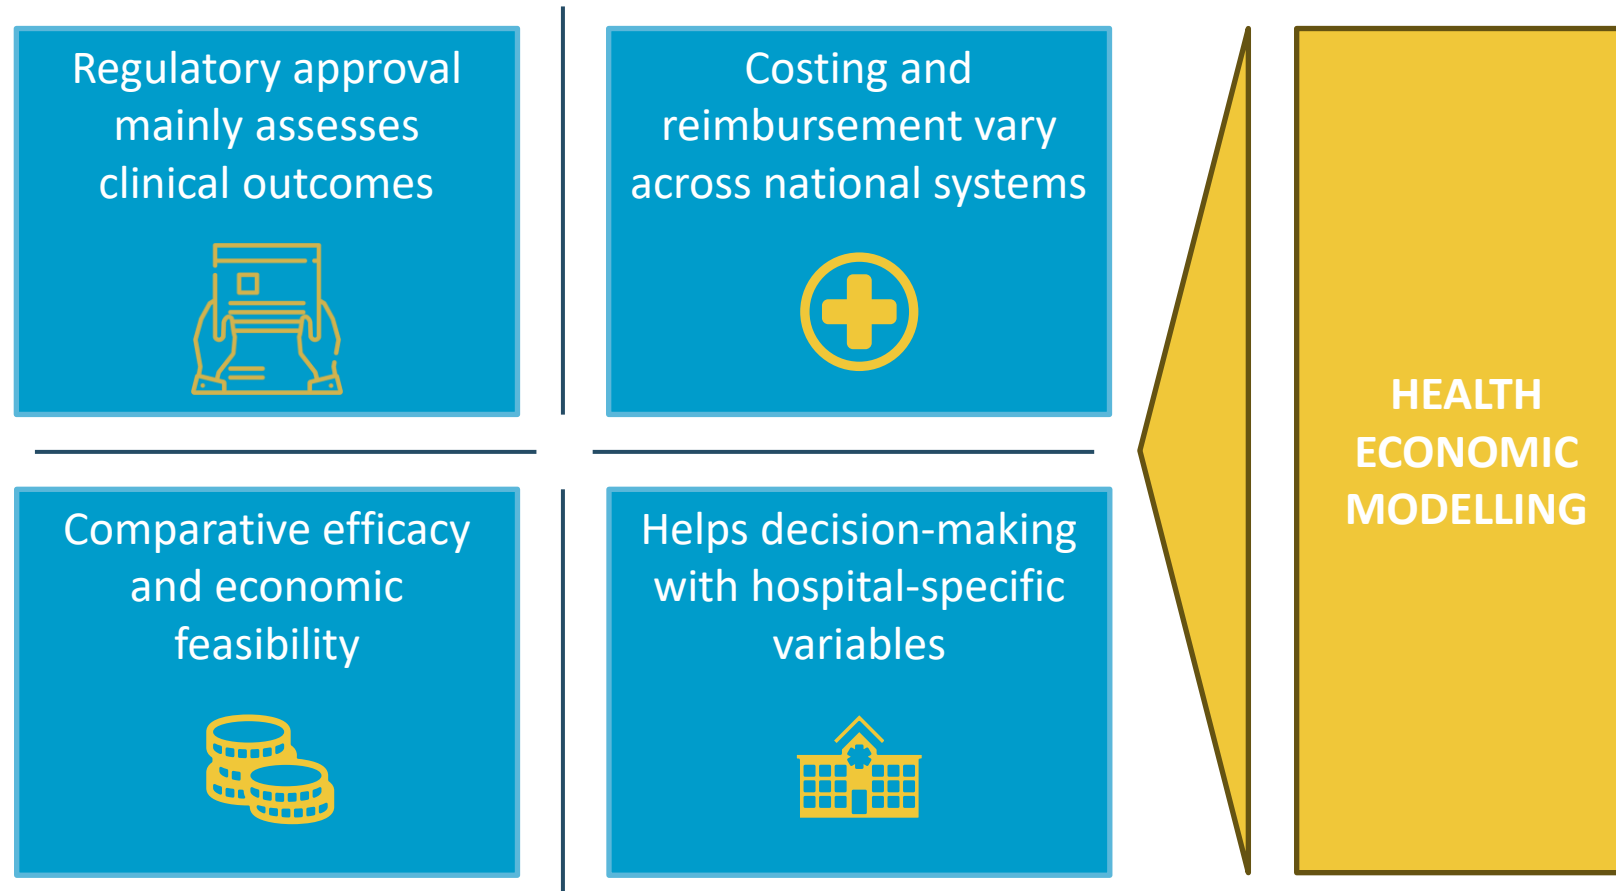 Regulatory approval
mainly assesses
clinical outcomes
Costing and
reimbursement vary
across national systems
Comparative efficacy
and economic
feasibility
Helps decision-making
with hospital-specific
variables
HEALTH
ECONOMIC
MODELLING